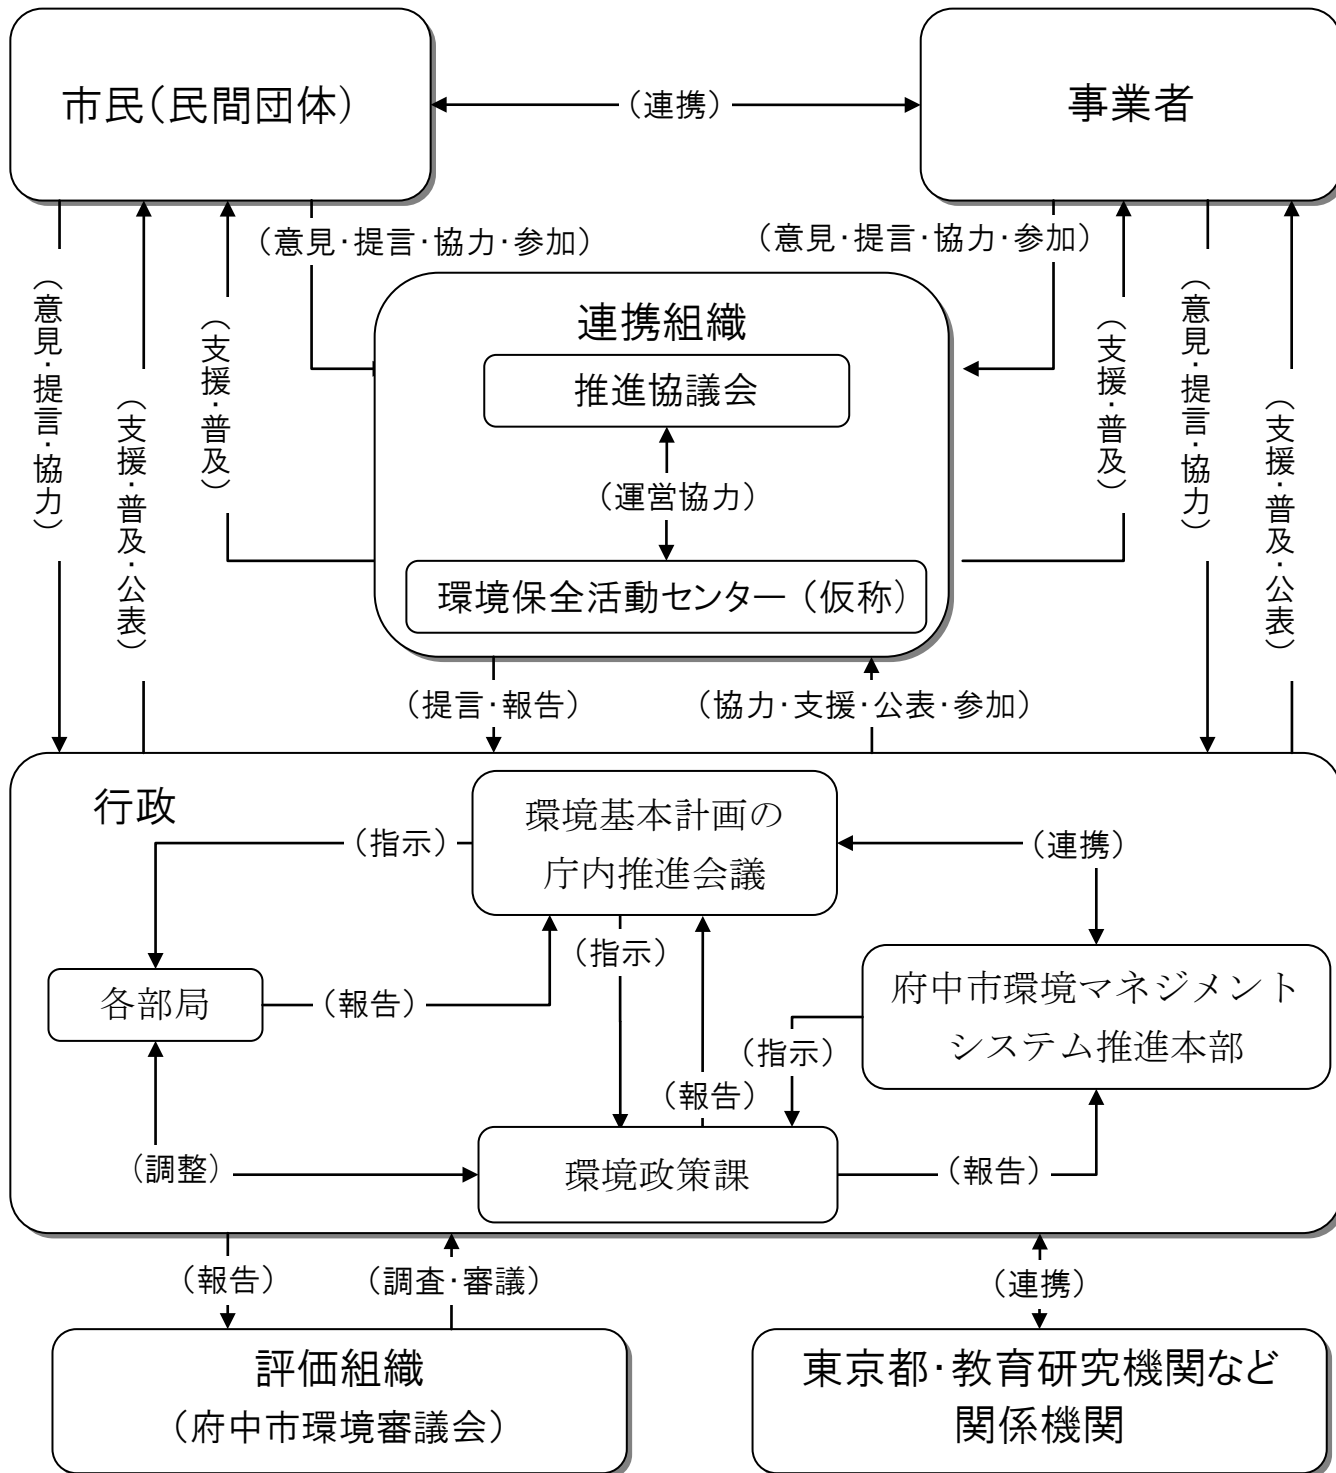 市民（民間団体）
（連携）
事業者
（意見・提言・協力・参加）
（意見・提言・協力・参加）
（意見・提言・協力）
（支援・普及・公表）
（支援・普及）
連携組織
推進協議会
（運営協力）
環境保全活動センター（仮称）
（支援・普及）
（意見・提言・協力）
（支援・普及・公表）
（提言・報告）
（協力・支援・公表・参加）
行政
環境基本計画の
庁内推進会議
（指示）
（連携）
（指示）
各部局
（報告）
府中市環境マネジメント
システム推進本部
（指示）
（報告）
（調整）
環境政策課
（報告）
（報告）
（調査・審議）
（連携）
評価組織
（府中市環境審議会）
東京都・教育研究機関など
関係機関